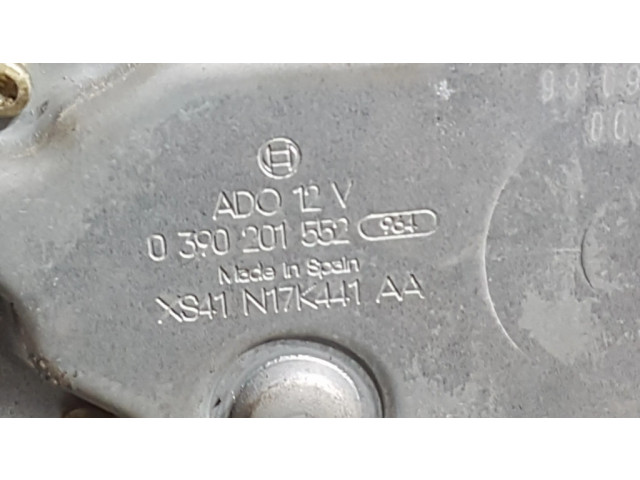 ADO 12 V
0 390 201 552 964
Made in Spain
XS41 N17K441 AA